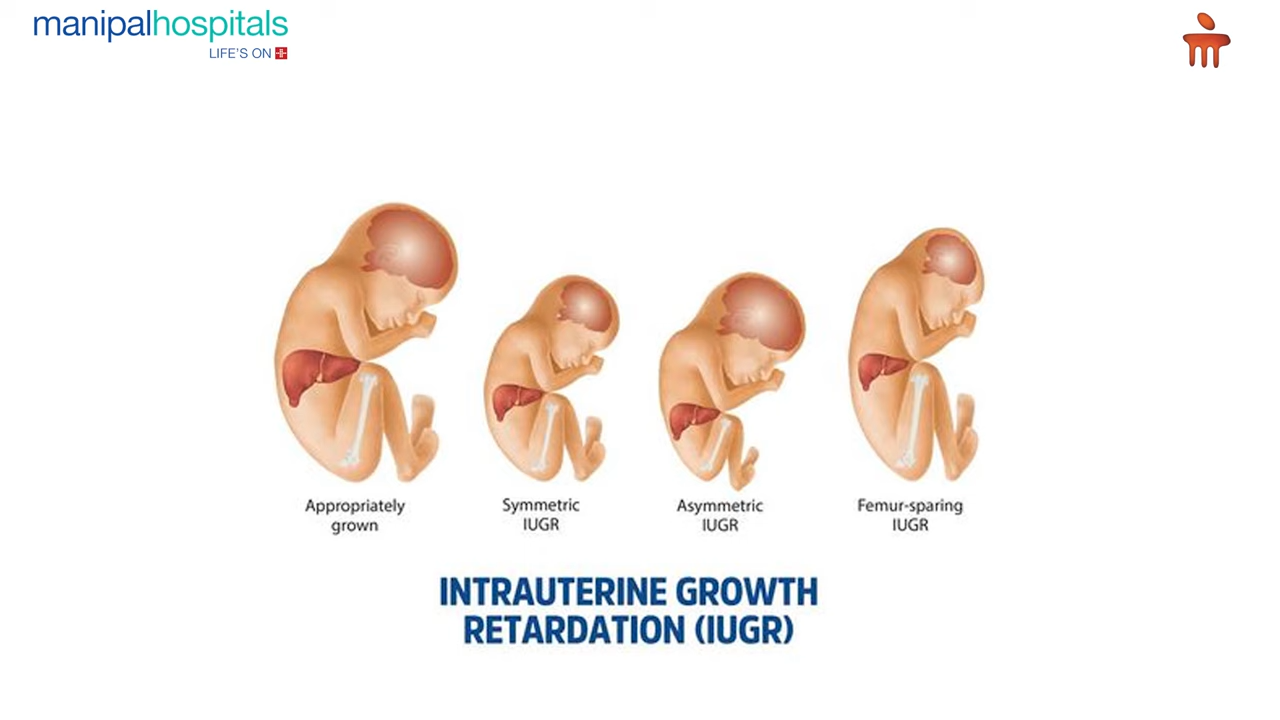 manipalhospitals
LIFE'S ON
Appropriately
grown
Symmetric
IUGR
Asymmetric
IUGR
Femur-sparing
IUGR
INTRAUTERINE GROWTH
RETARDATION (IUGR)